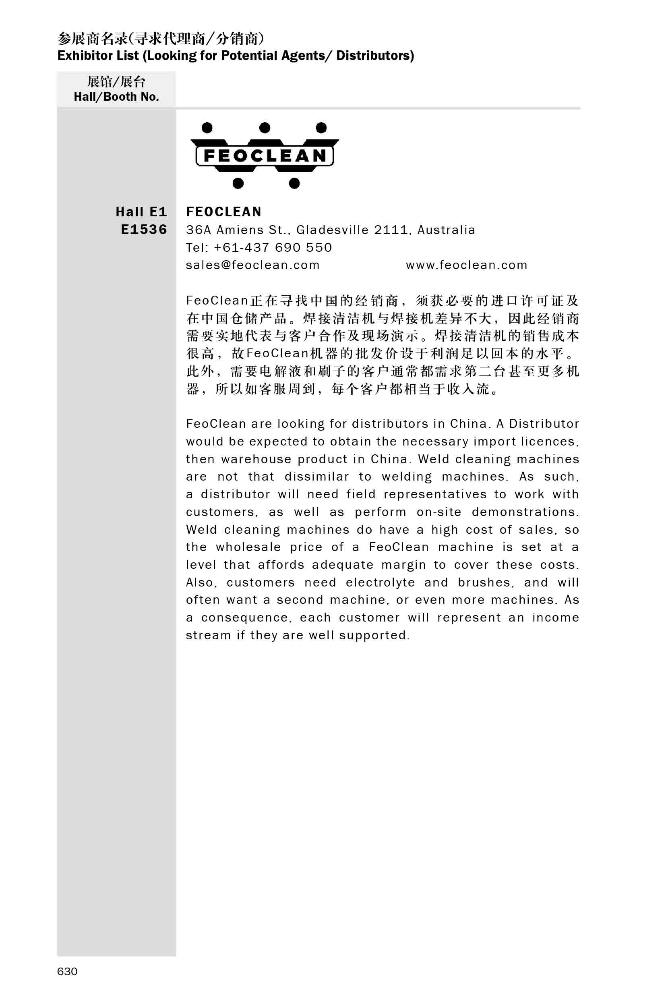 参展商名录(寻求代理商/分销商)
Exhibitor List (Looking for Potential Agents/ Distributors)
展馆/展台
Hall/Booth No.
FEOCLEAN
Hall E1
E1536
FEOCLEAN
36A Amiens St., Gladesville 2111, Australia
Tel: +61-437 690 550
sales@feoclean.com www.feoclean.com
FeoClean正在寻找中国的经销商，须获必要的进口许可证及
在中国仓储产品。焊接清洁机与焊接机差异不大，因此经销商
需要实地代表与客户合作及现场演示。焊接清洁机的销售成本
很高，故FeoClean机器的批发价设于利润足以回本的水平。
此外，需要电解液和刷子的客户通常都需求第二台甚至更多机
器，所以如客服周到，每个客户都相当于收入流。
FeoClean are looking for distributors in China. A Distributor
would be expected to obtain the necessary import licences,
then warehouse product in China. Weld cleaning machines
are not that dissimilar to welding machines. As such,
a distributor will need field representatives to work with
customers, as well as perform on-site demonstrations.
Weld cleaning machines do have a high cost of sales, so
the wholesale price of a FeoClean machine is set at a
level that affords adequate margin to cover these costs.
Also, customers need electrolyte and brushes, and will
often want a second machine, or even more machines. As
a consequence, each customer will represent an income
stream if they are well supported.
630